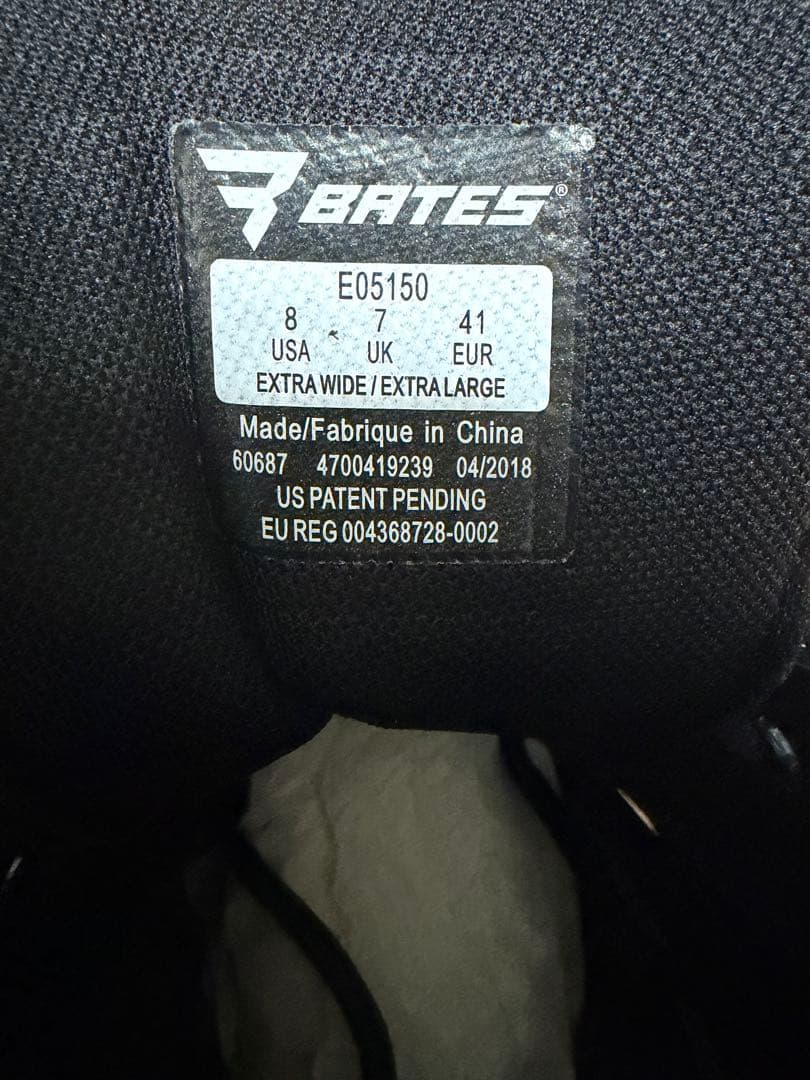 BATES®
E05150
8 7 41
USA UK EUR
EXTRA WIDE / EXTRA LARGE
Made/Fabrique in China
60687 4700419239 04/2018
US PATENT PENDING
EU REG 004368728-0002